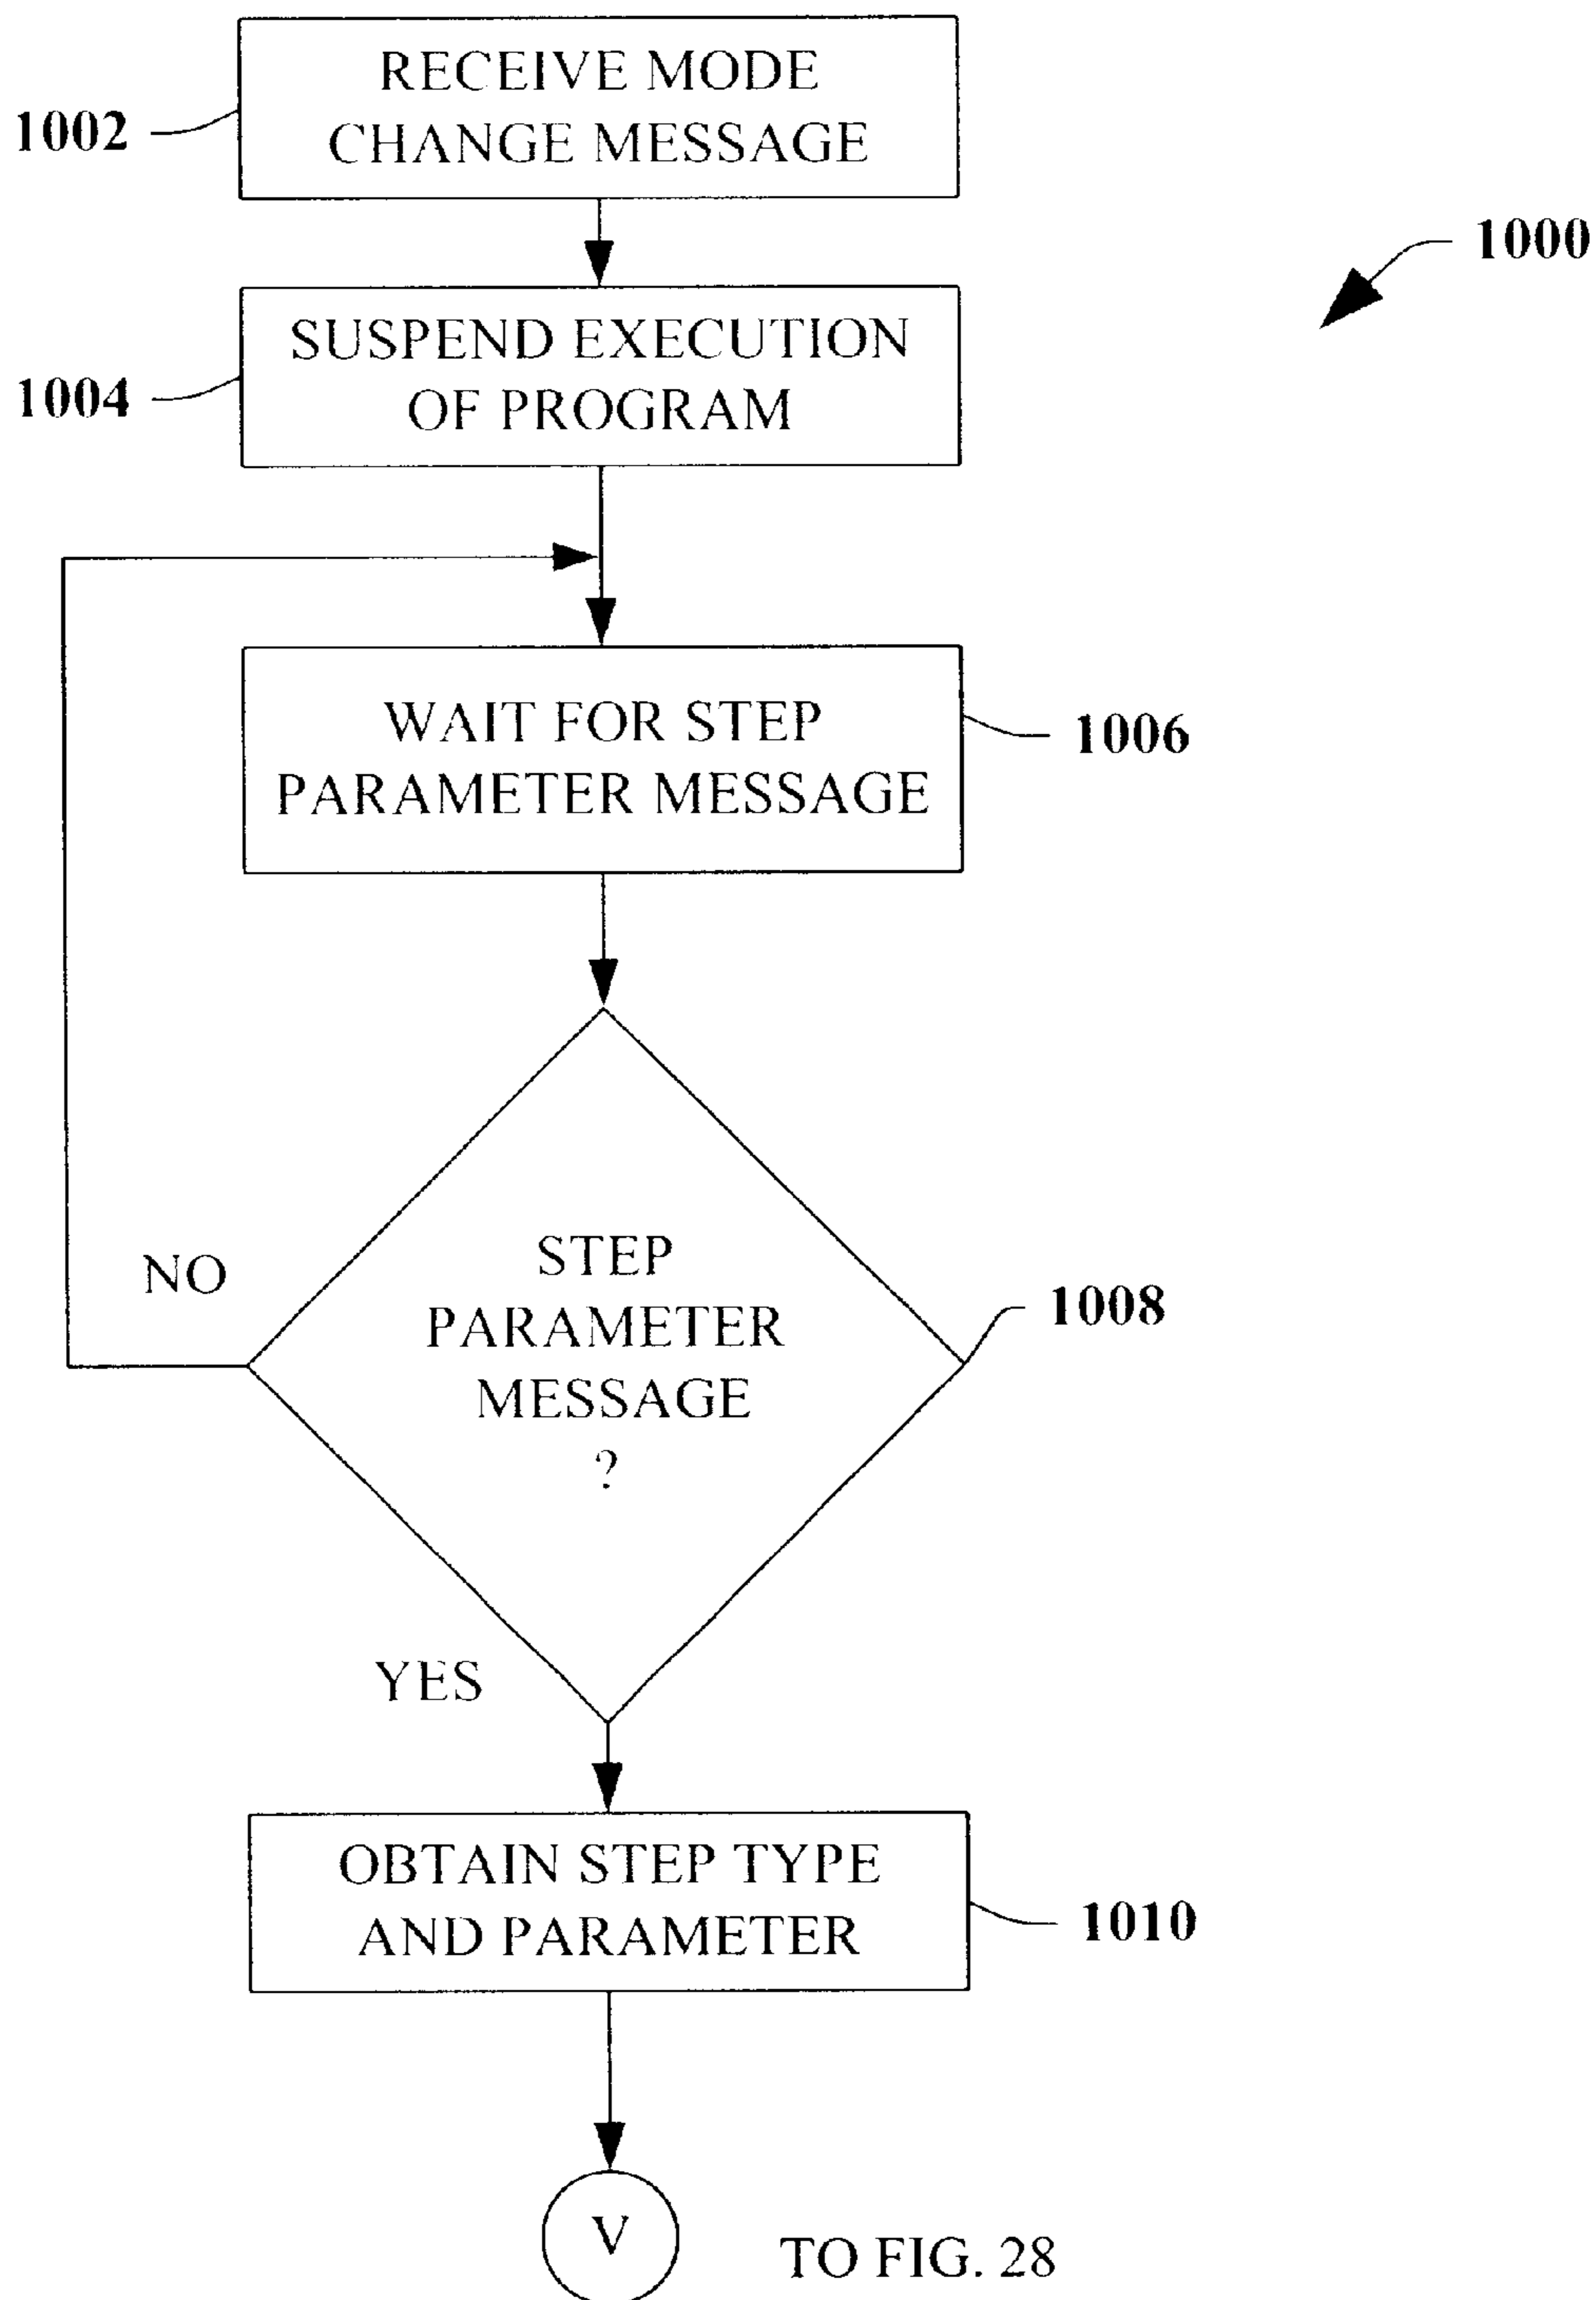 RECEIVE MODE
CHANGE MESSAGE
1002
1000
SUSPEND EXECUTION
OF PROGRAM
1004
WAIT FOR STEP
PARAMETER MESSAGE
1006
NO
STEP
PARAMETER
MESSAGE
?
1008
YES
OBTAIN STEP TYPE
AND PARAMETER
1010
V
TO FIG. 28